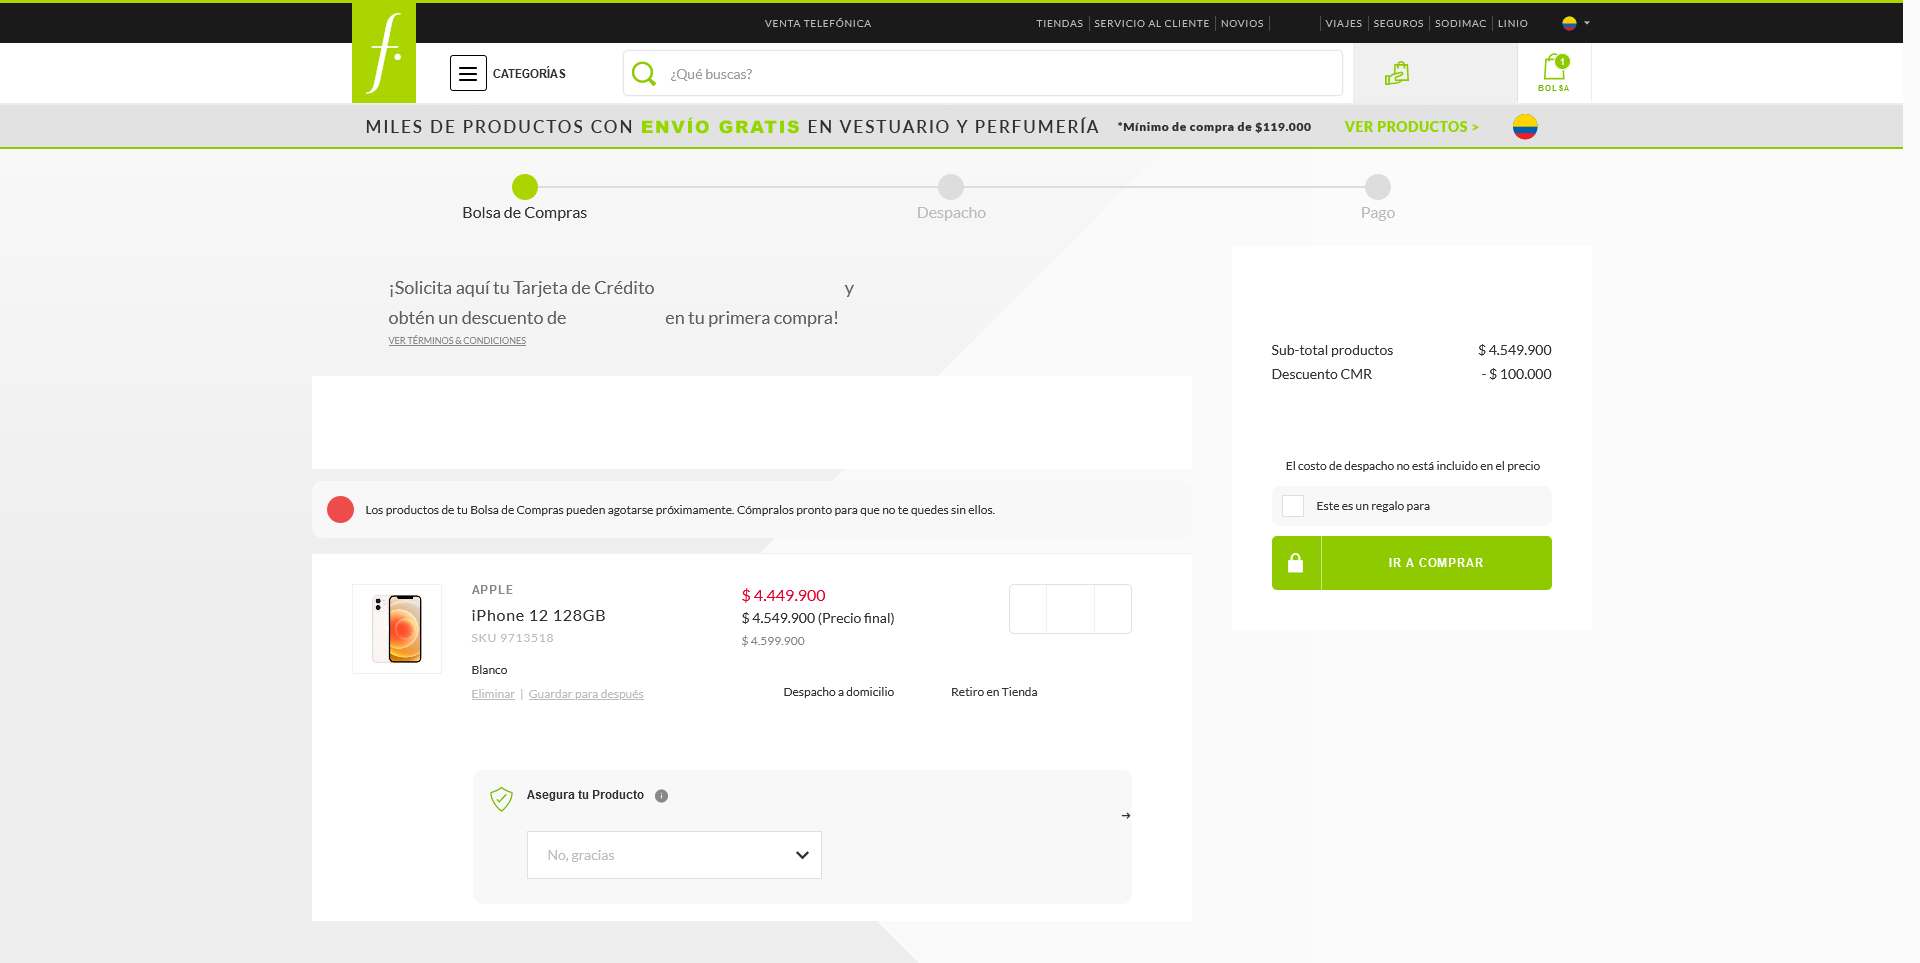 VENTA TELEFÓNICA
TIENDAS
SERVICIO AL CLIENTE
NOVIOS
VIAJES
SEGUROS
SODIMAC
LINIO
f.
CATEGORÍAS
¿Qué buscas?
1
BOLSA
MILES DE PRODUCTOS CON ENVÍO GRATIS EN VESTUARIO Y PERFUMERÍA *Mínimo de compra de $119.000 VER PRODUCTOS >
Bolsa de Compras
Despacho
Pago
¡Solicita aquí tu Tarjeta de Crédito y
obtén un descuento de en tu primera compra!
VER TÉRMINOS & CONDICIONES
Sub-total productos $ 4.549.900
Descuento CMR - $ 100.000
El costo de despacho no está incluido en el precio
Este es un regalo para
IR A COMPRAR
Los productos de tu Bolsa de Compras pueden agotarse próximamente. Cómpralos pronto para que no te quedes sin ellos.
APPLE
iPhone 12 128GB
SKU 9713518
Blanco
Eliminar | Guardar para después
$ 4.449.900
$ 4.549.900 (Precio final)
$ 4.599.900
Despacho a domicilio
Retiro en Tienda
Asegura tu Producto
No, gracias